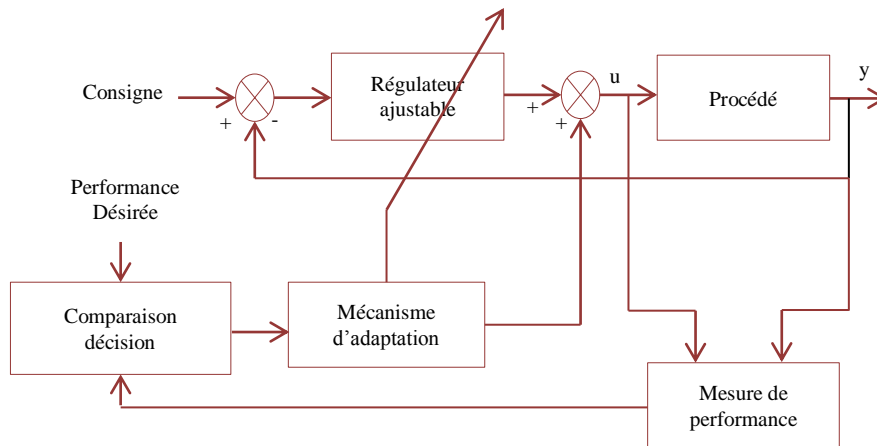 Consigne
+
-
Régulateur
ajustable
+
+
u
Procédé
y
Performance
Désirée
Comparaison
décision
Mécanisme
d'adaptation
Mesure de
performance